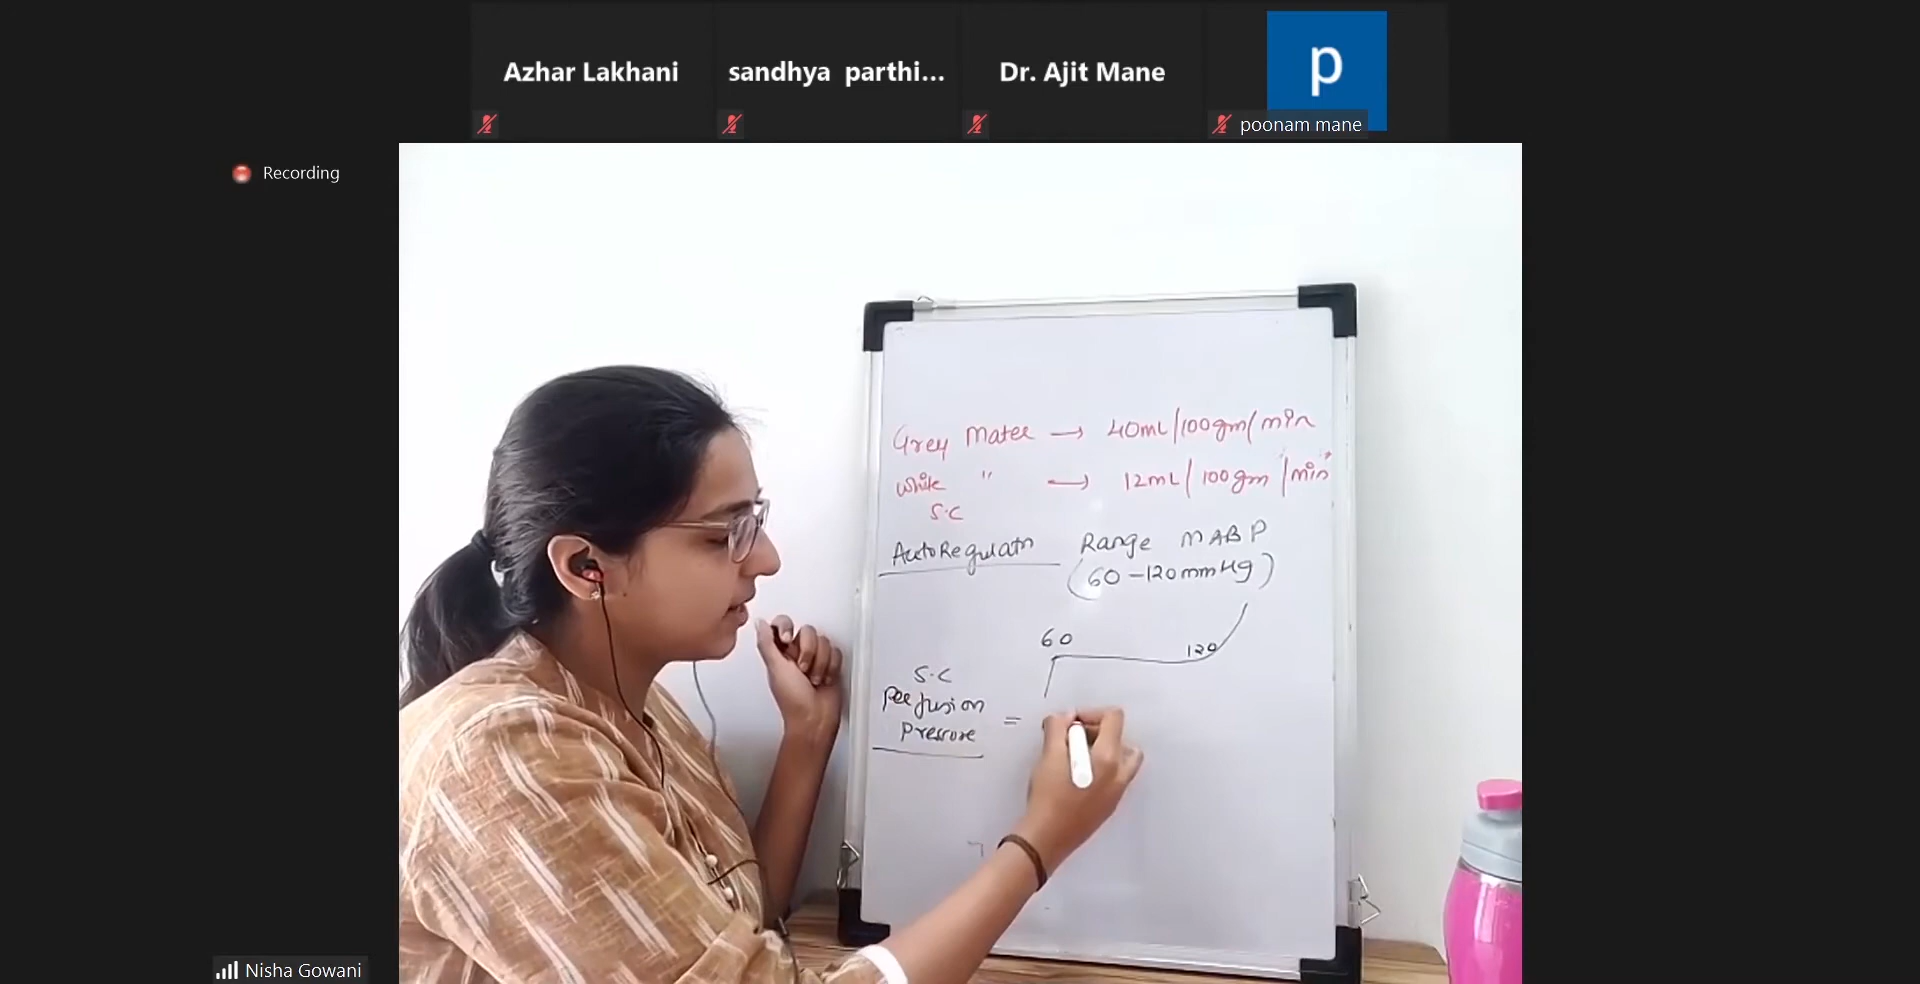 Azhar Lakhani
sandhya parthi...
Dr. Ajit Mane
p
poonam mane
Recording
Grey Mater → 40mL/100gm/min
white " → 12mL/100gm/min
S.C
AutoRegulatn Range MABP
(60-120mmHg)
60
120
S.C
Perfusion
Pressure =
Nisha Gowani